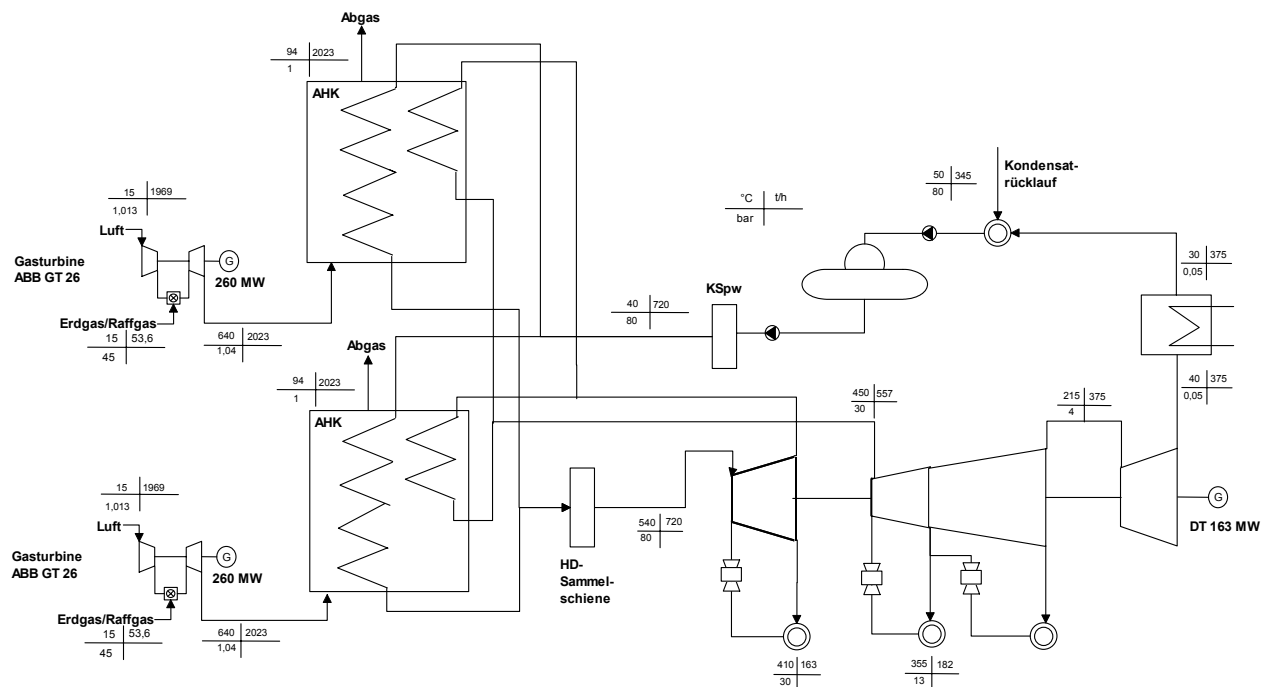 Abgas
94 2023
1
AHK
15 1969
1,013
Luft
Gasturbine
ABB GT 26
G
260 MW
Erdgas/Raffgas
15 53,6
45
640 2023
1,04
°C t/h
bar
50 345
80
Kondensat-
rücklauf
30 375
0,05
KSpw
40 720
80
Abgas
94 2023
1
AHK
450 557
30
215 375
4
40 375
0,05
15 1969
1,013
Luft
Gasturbine
ABB GT 26
G
260 MW
Erdgas/Raffgas
15 53,6
45
640 2023
1,04
540 720
80
HD-
Sammel-
schiene
G
DT 163 MW
410 163
30
355 182
13